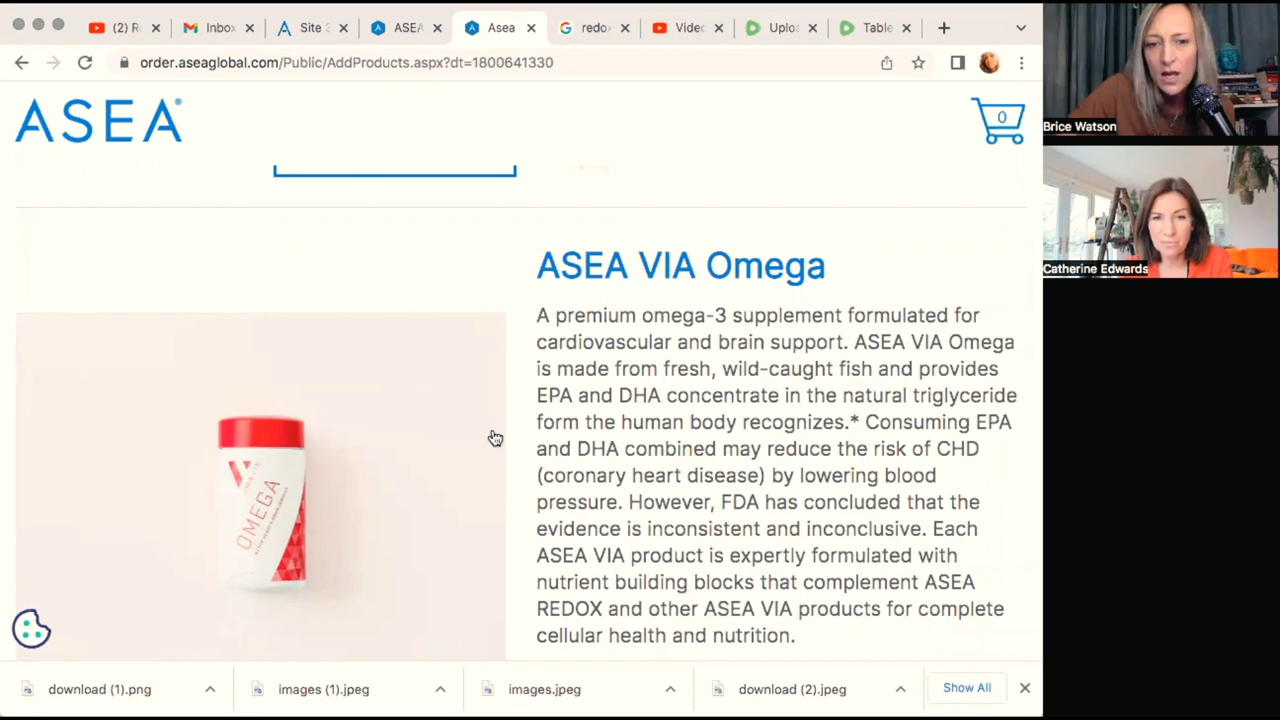 (2) R
Inbox
Site
ASEA
Asea
redo
Vide
Uplo
Table
order.aseaglobal.com/Public/AddProducts.aspx?dt=1800641330
ASEA®
0
Brice Watson
Catherine Edwards
ASEA VIA Omega
A premium omega-3 supplement formulated for
cardiovascular and brain support. ASEA VIA Omega
is made from fresh, wild-caught fish and provides
EPA and DHA concentrate in the natural triglyceride
form the human body recognizes.* Consuming EPA
and DHA combined may reduce the risk of CHD
(coronary heart disease) by lowering blood
pressure. However, FDA has concluded that the
evidence is inconsistent and inconclusive. Each
ASEA VIA product is expertly formulated with
nutrient building blocks that complement ASEA
REDOX and other ASEA VIA products for complete
cellular health and nutrition.
OMEGA
download (1).png
images (1).jpeg
images.jpeg
download (2).jpeg
Show All